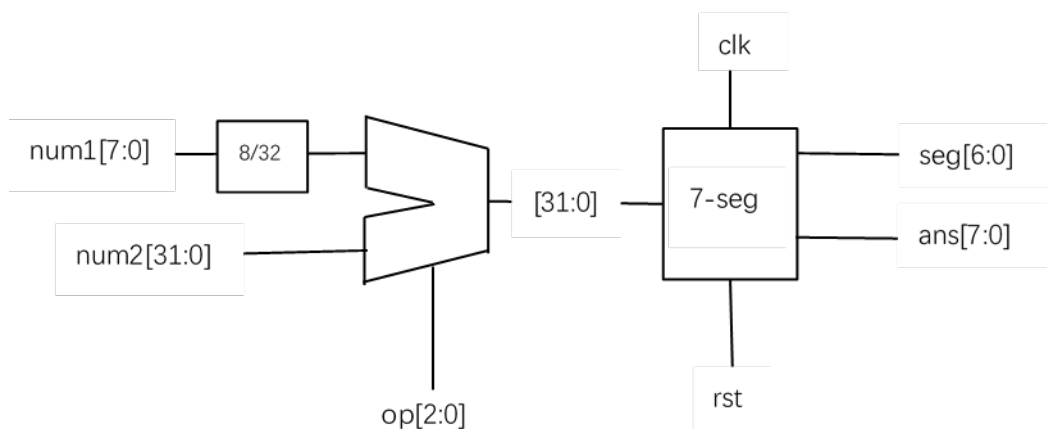 clk
num1[7:0]
8/32
seg[6:0]
[31:0]
7-seg
num2[31:0]
ans[7:0]
rst
op[2:0]